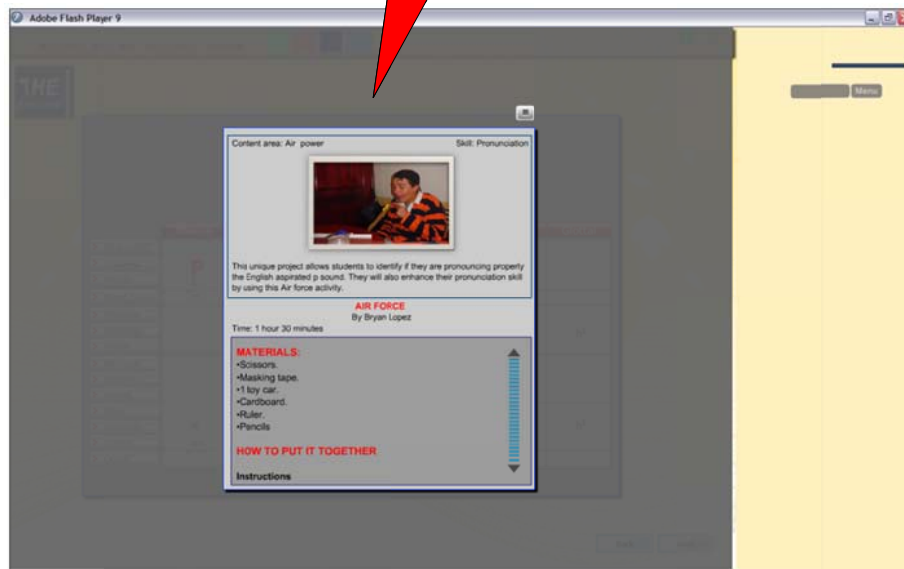 Adobe Flash Player 9
THE
Menu
Content area: Air power
Skill: Pronunciation
This unique project allows students to identify if they are pronouncing properly
the English aspirated p sound. They will also enhance their pronunciation skill
by using this Air force activity.
AIR FORCE
By Bryan Lopez
Time: 1 hour 30 minutes
MATERIALS:
•Scissors.
•Masking tape.
•1 toy car.
•Cardboard.
•Ruler.
•Pencils
HOW TO PUT IT TOGETHER
Instructions